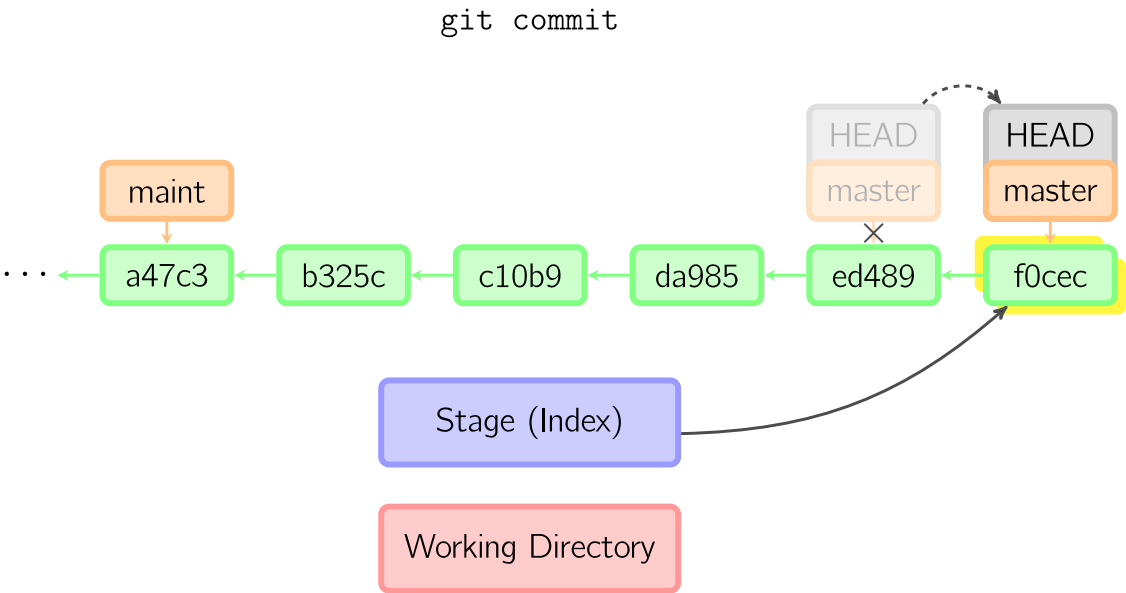 git commit
HEAD HEAD
maint master master
... a47c3 b325c c10b9 da985 ed489 f0cec
Stage (Index)
Working Directory